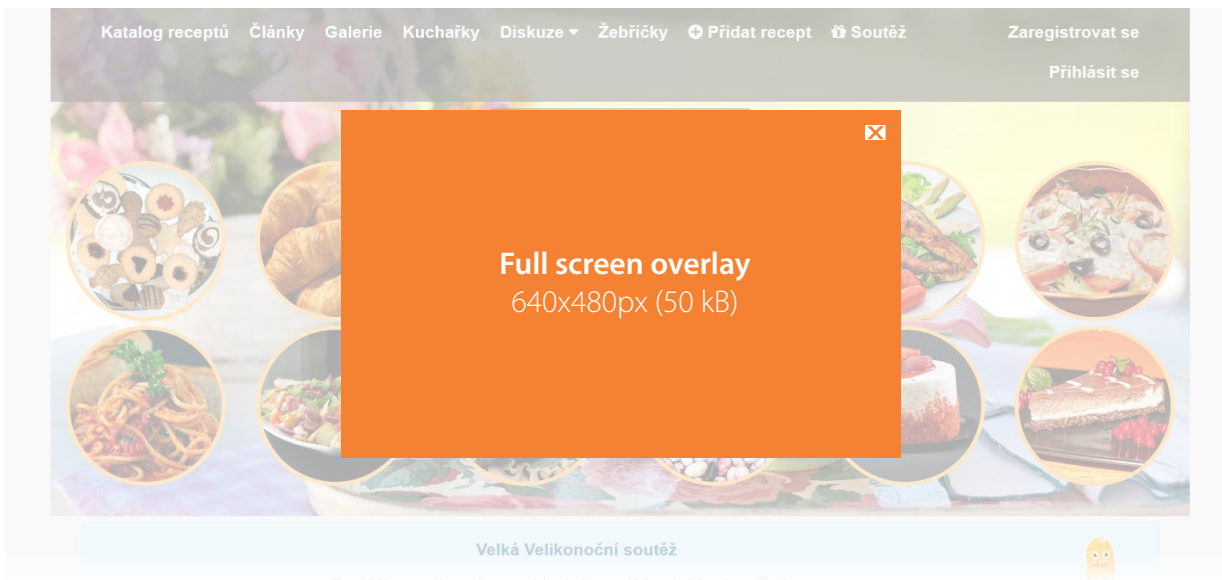 Katalog receptů Články Galerie Kuchařky Diskuze Žebříčky Přidat recept Soutěž Zaregistrovat se
Přihlásit se
Full screen overlay
640x480px (50 kB)
Velká Velikonoční soutěž